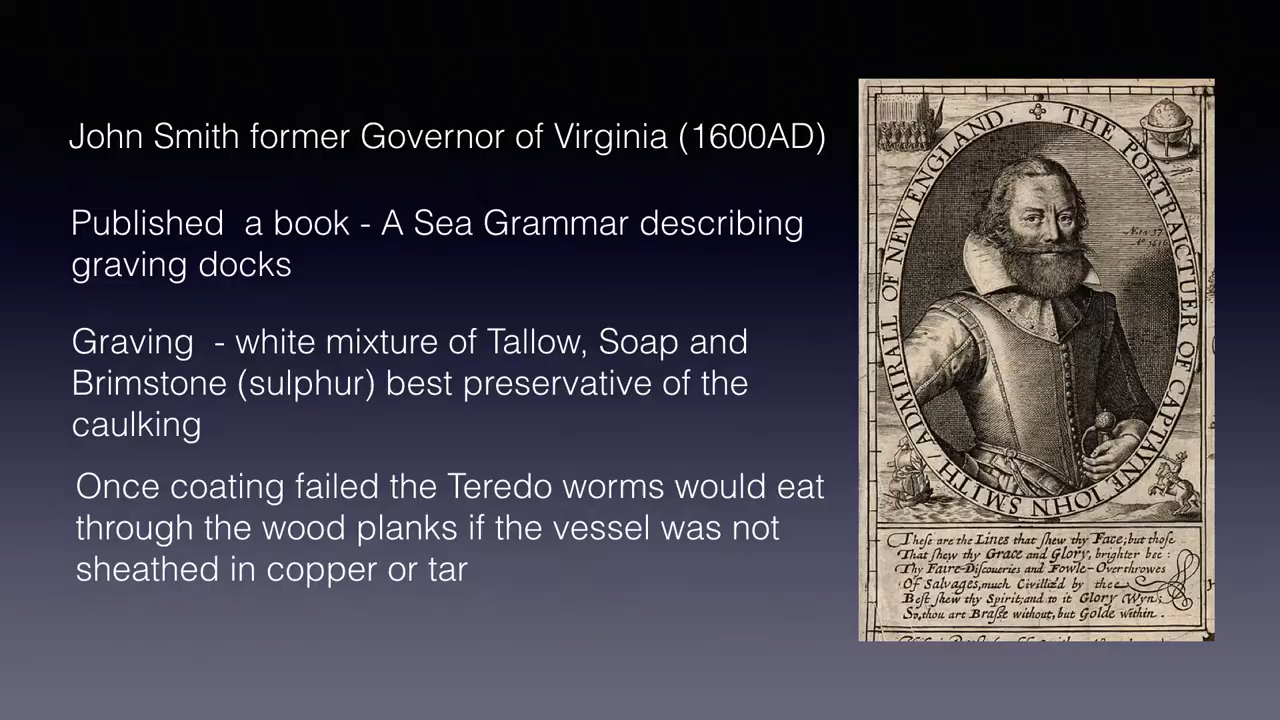 John Smith former Governor of Virginia (1600AD)
Published  a book - A Sea Grammar describing
graving docks
Graving  - white mixture of Tallow, Soap and
Brimstone (sulphur) best preservative of the
caulking
Once coating failed the Teredo worms would eat
through the wood planks if the vessel was not
sheathed in copper or tar
THE PORTRAICTUER OF CAPTAYNE IOHN SMITH / ADMIRALL OF NEW ENGLAND.
These are the Lines that shew thy Face; but those
That shew thy Grace and Glory, brighter bee :
Thy Faire-Discoueries and Fowle-Overthrowes
Of Salvages, much Civilliz'd by thee
Best shew thy Spirit; and to it Glory Wyn;
So, thou art Brasse without, but Golde within.